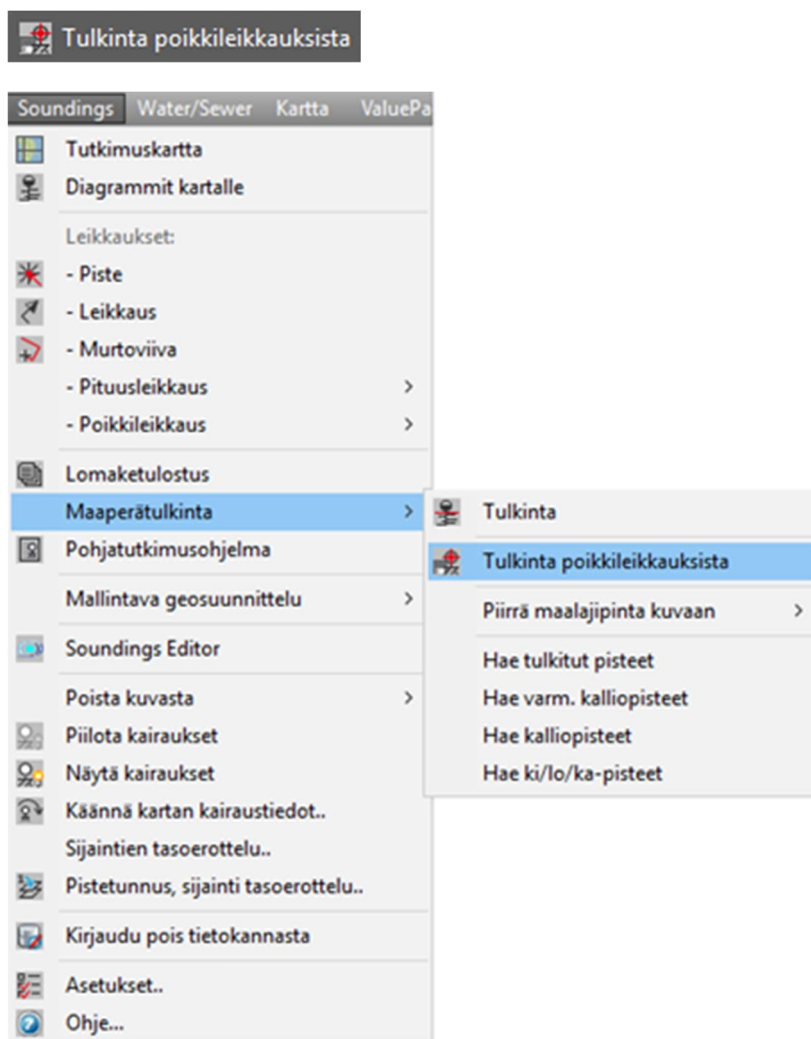 Tulkinta poikkileikkauksista
Soundings Water/Sewer Kartta ValuePa
Tutkimuskartta
Diagrammit kartalle
Leikkaukset:
- Piste
- Leikkaus
- Murtoviiva
- Pituusleikkaus
- Poikkileikkaus
Lomaketulostus
Maaperätulkinta
Pohjatutkimusohjelma
Mallintava geosuunnittelu
Soundings Editor
Poista kuvasta
Piilota kairaukset
Näytä kairaukset
Käännä kartan kairaustiedot..
Sijaintien tasoerottelu..
Pistetunnus, sijainti tasoerottelu..
Kirjaudu pois tietokannasta
Asetukset..
Ohje...
Tulkinta
Tulkinta poikkileikkauksista
Piirrä maalajipinta kuvaan
Hae tulkitut pisteet
Hae varm. kalliopisteet
Hae kalliopisteet
Hae ki/lo/ka-pisteet